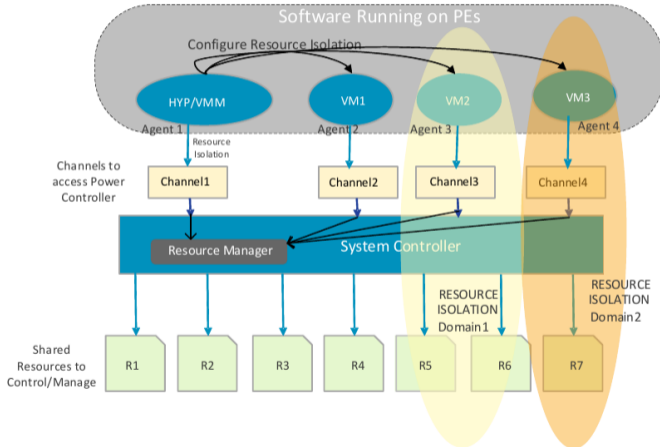 Software Running on PEs
Configure Resource Isolation
HYP/VMM
VM1
VM2
VM3
Agent 1
Agent 2
Agent 3
Agent 4
Resource
Isolation
Channels to
access Power
Controller
Channel1
Channel2
Channel3
Channel4
Resource Manager
System Controller
RESOURCE
ISOLATION
Domain1
RESOURCE
ISOLATION
Domain2
Shared
Resources to
Control/Manage
R1
R2
R3
R4
R5
R6
R7